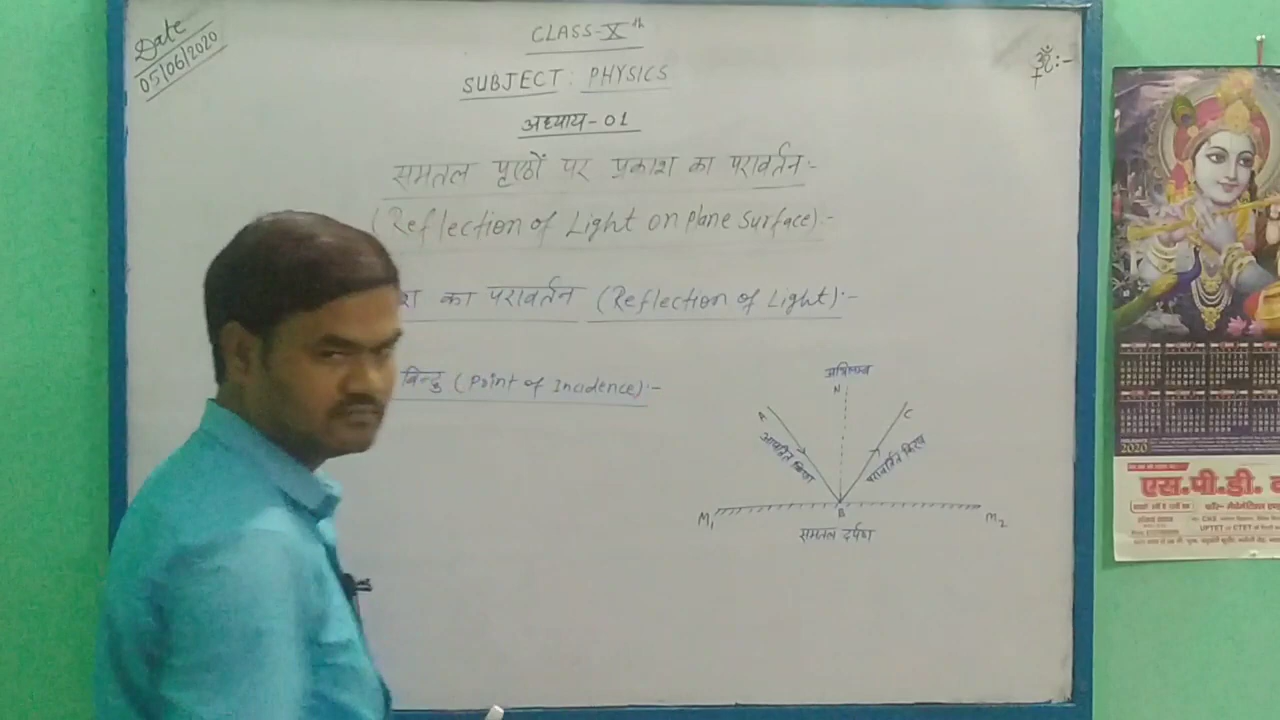 Date
05/06/2020
CLASS-Xth
SUBJECT: PHYSICS
अध्याय-01
ॐ:-
समतल पृष्ठों पर प्रकाश का परावर्तन:-
(Reflection of Light on Plane Surface):-
का परावर्तन (Reflection of Light):-
बिन्दु (Point of Incidence):-
अभिलम्ब
N
A
C
आपतित किरण
परावर्तित किरण
M1
B
M2
समतल दर्पण
2020
एस.पी.डी.
UPTET CTET